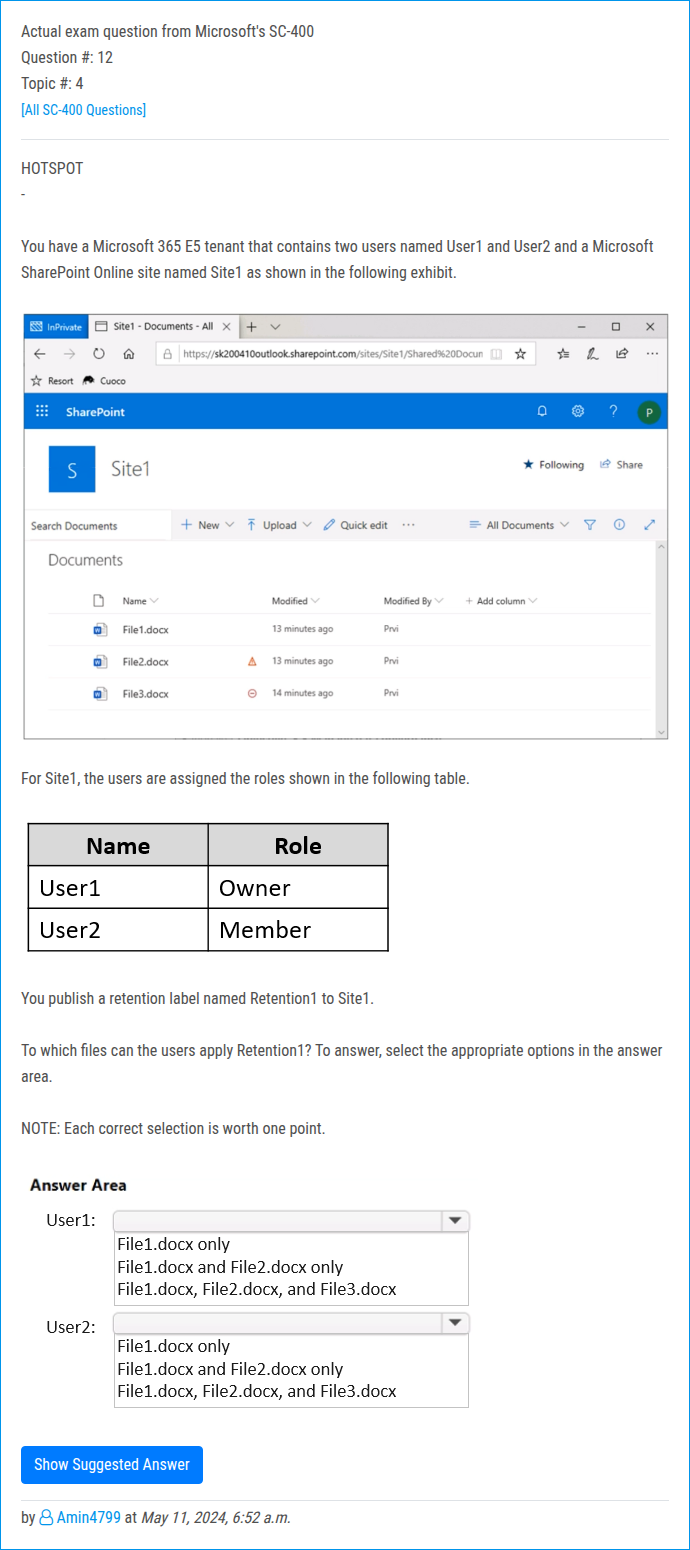 Actual exam question from Microsoft's SC-400
Question #: 12
Topic #: 4
[All SC-400 Questions]
HOTSPOT
-
You have a Microsoft 365 E5 tenant that contains two users named User1 and User2 and a Microsoft
SharePoint Online site named Site1 as shown in the following exhibit.
InPrivate Site1 - Documents - All
https://sk200410outlook.sharepoint.com/sites/Site1/Shared%20Docun
Resort Cuoco
SharePoint ? P
S Site1 Following Share
Search Documents + New Upload Quick edit ... All Documents
Documents
Name Modified Modified By + Add column
File1.docx 13 minutes ago Prvi
File2.docx 13 minutes ago Prvi
File3.docx 14 minutes ago Prvi
For Site1, the users are assigned the roles shown in the following table.
Name Role
User1 Owner
User2 Member
You publish a retention label named Retention1 to Site1.
To which files can the users apply Retention1? To answer, select the appropriate options in the answer
area.
NOTE: Each correct selection is worth one point.
Answer Area
User1:
File1.docx only
File1.docx and File2.docx only
File1.docx, File2.docx, and File3.docx
User2:
File1.docx only
File1.docx and File2.docx only
File1.docx, File2.docx, and File3.docx
Show Suggested Answer
by Amin4799 at May 11, 2024, 6:52 a.m.